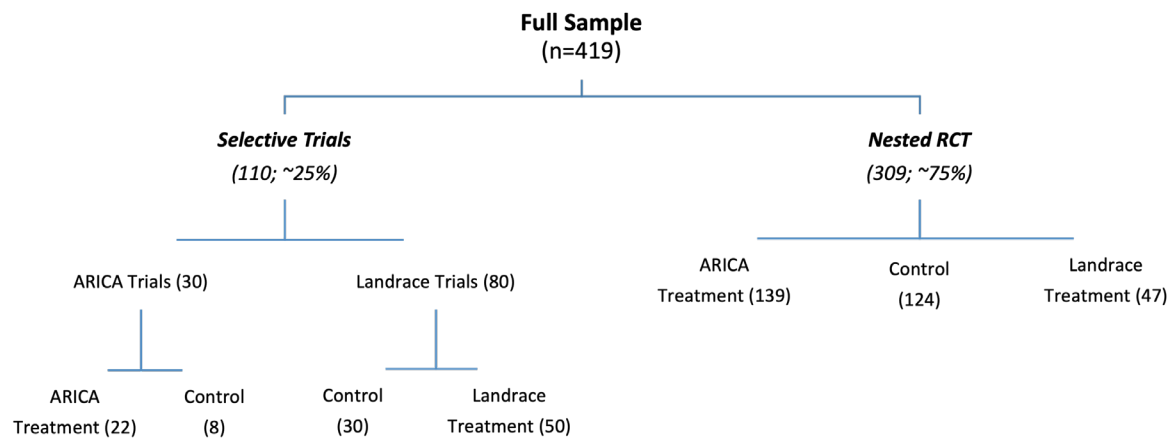 Full Sample
(n=419)
Selective Trials
(110; ~25%)
Nested RCT
(309; ~75%)
ARICA Trials (30)
Landrace Trials (80)
ARICA
Treatment (139)
Control
(124)
Landrace
Treatment (47)
ARICA
Treatment (22)
Control
(8)
Control
(30)
Landrace
Treatment (50)